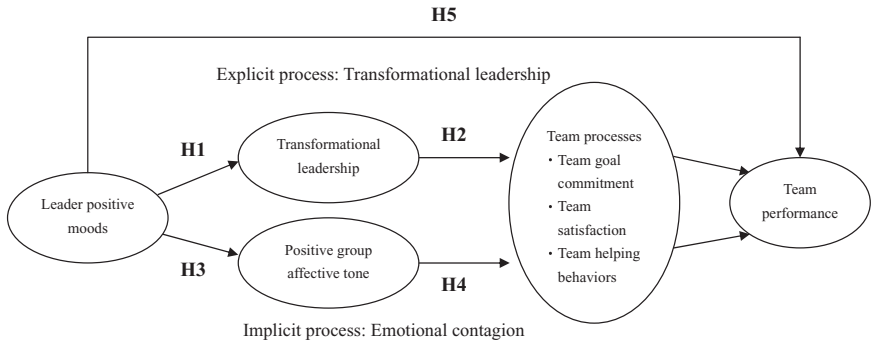 H5
Explicit process: Transformational leadership
H1
Transformational
leadership
H2
Leader positive
moods
H3
Positive group
affective tone
H4
Implicit process: Emotional contagion
Team processes
・Team goal
commitment
・Team
satisfaction
・Team helping
behaviors
Team
performance